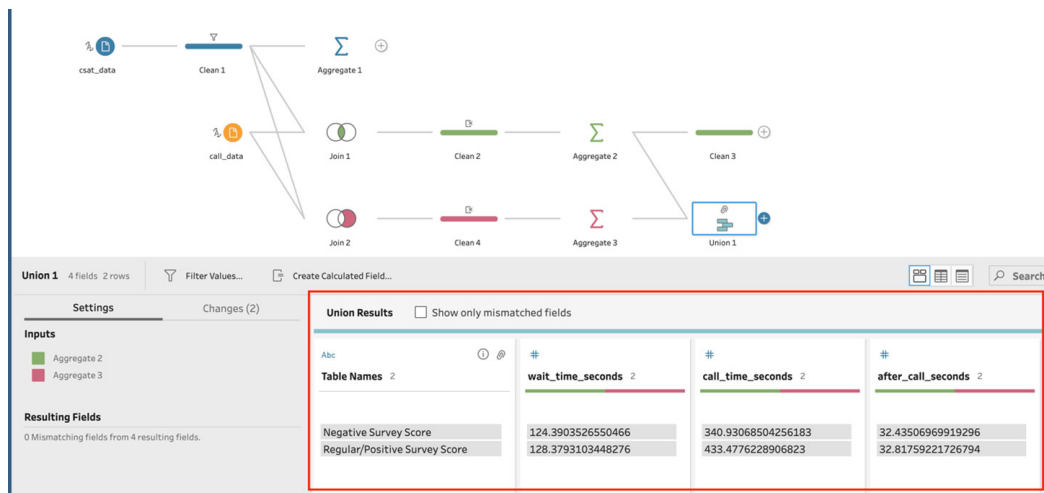 csat_data
Clean 1
Aggregate 1
call_data
Join 1
Clean 2
Aggregate 2
Clean 3
Join 2
Clean 4
Aggregate 3
Union 1
Union 1 4 fields 2 rows Filter Values... Create Calculated Field... Search
Settings Changes (2)
Inputs
Aggregate 2
Aggregate 3
Resulting Fields
0 Mismatching fields from 4 resulting fields.
Union Results Show only mismatched fields
Abc # # #
Table Names 2 wait_time_seconds 2 call_time_seconds 2 after_call_seconds 2
Negative Survey Score 124.3903526550466 340.93068504256183 32.43506969919296
Regular/Positive Survey Score 128.3793103448276 433.4776228906823 32.81759221726794